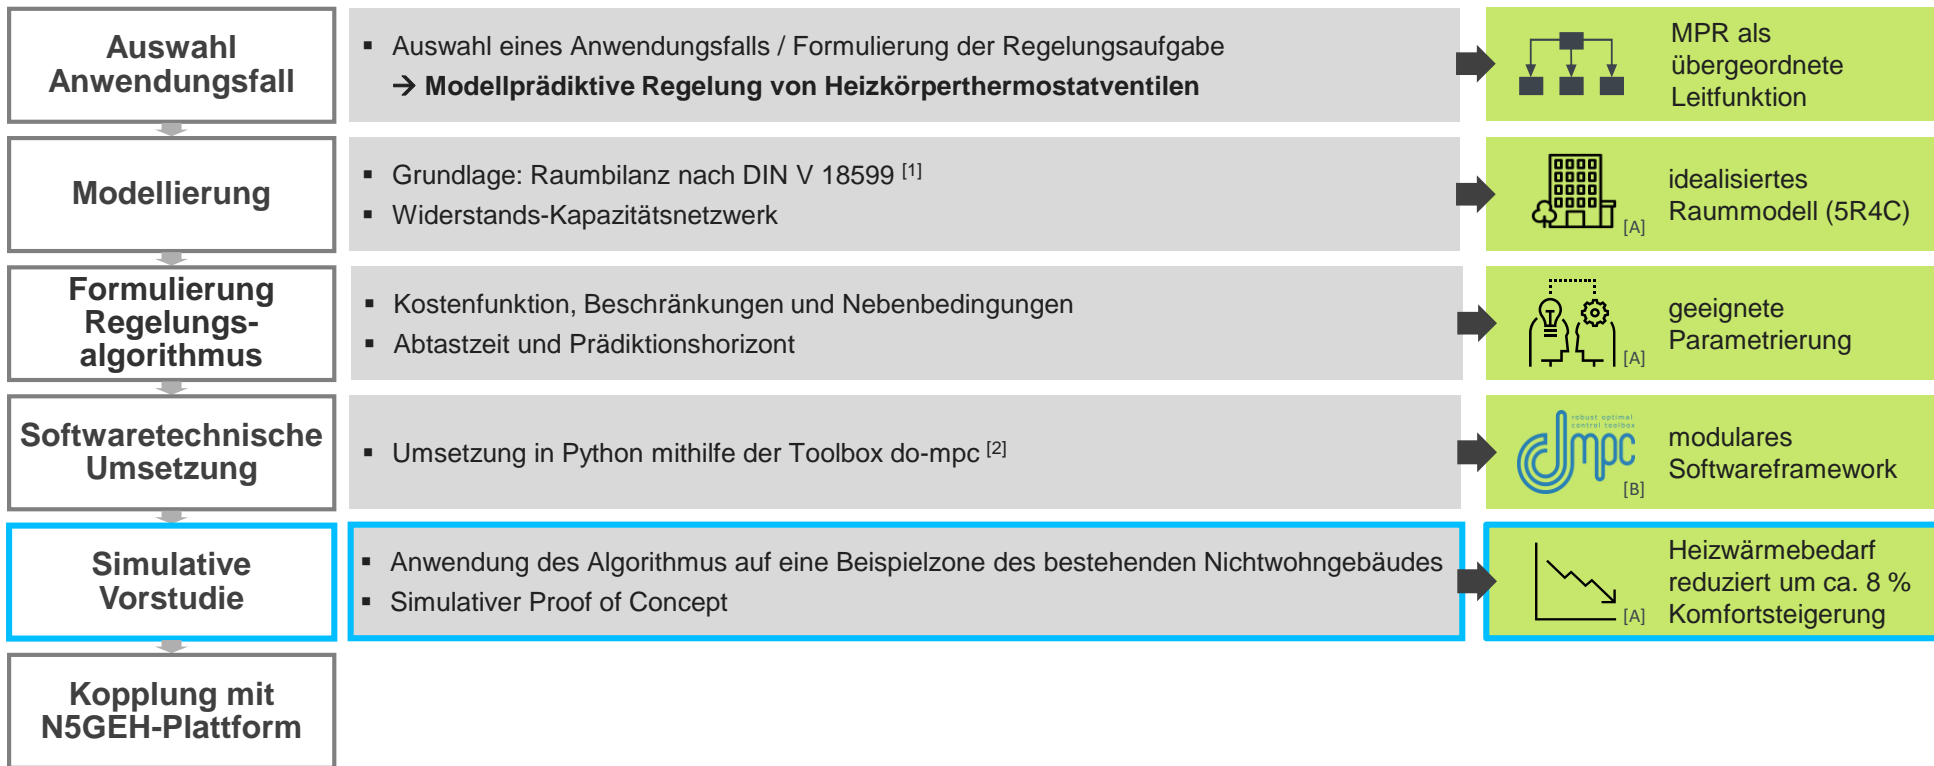 Auswahl
Anwendungsfall
▪ Auswahl eines Anwendungsfalls / Formulierung der Regelungsaufgabe
→ Modellprädiktive Regelung von Heizkörperthermostatventilen
MPR als
übergeordnete
Leitfunktion
Modellierung
▪ Grundlage: Raumbilanz nach DIN V 18599 [1]
▪ Widerstands-Kapazitätsnetzwerk
[A]
idealisiertes
Raummodell (5R4C)
Formulierung
Regelungs-
algorithmus
▪ Kostenfunktion, Beschränkungen und Nebenbedingungen
▪ Abtastzeit und Prädiktionshorizont
[A]
geeignete
Parametrierung
Softwaretechnische
Umsetzung
▪ Umsetzung in Python mithilfe der Toolbox do-mpc [2]
robust optimal
control toolbox
do mpc
[B]
modulares
Softwareframework
Simulative
Vorstudie
▪ Anwendung des Algorithmus auf eine Beispielzone des bestehenden Nichtwohngebäudes
▪ Simulativer Proof of Concept
[A]
Heizwärmebedarf
reduziert um ca. 8 %
Komfortsteigerung
Kopplung mit
N5GEH-Plattform